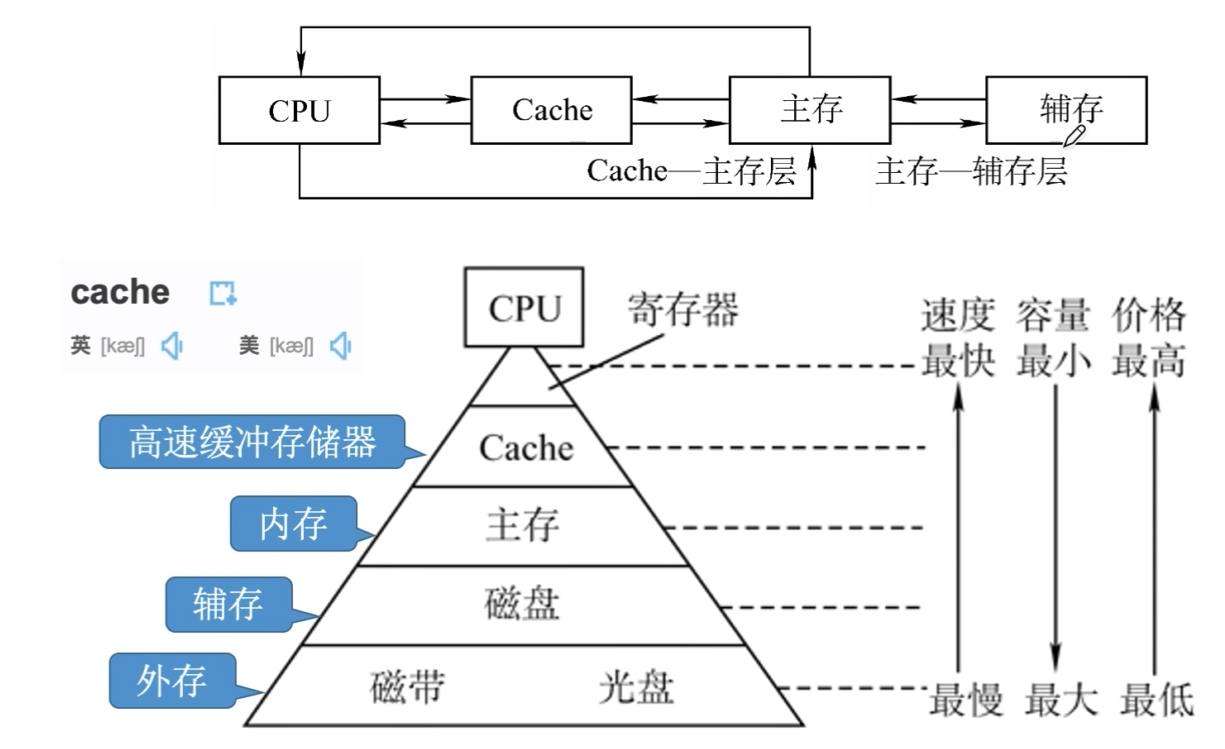 CPU
Cache
主存
辅存
Cache—主存层
主存—辅存层
cache
英 [kæʃ]
美 [kæʃ]
CPU
寄存器
速度 容量 价格
最快 最小 最高
高速缓冲存储器
Cache
内存
主存
辅存
磁盘
外存
磁带
光盘
最慢 最大 最低